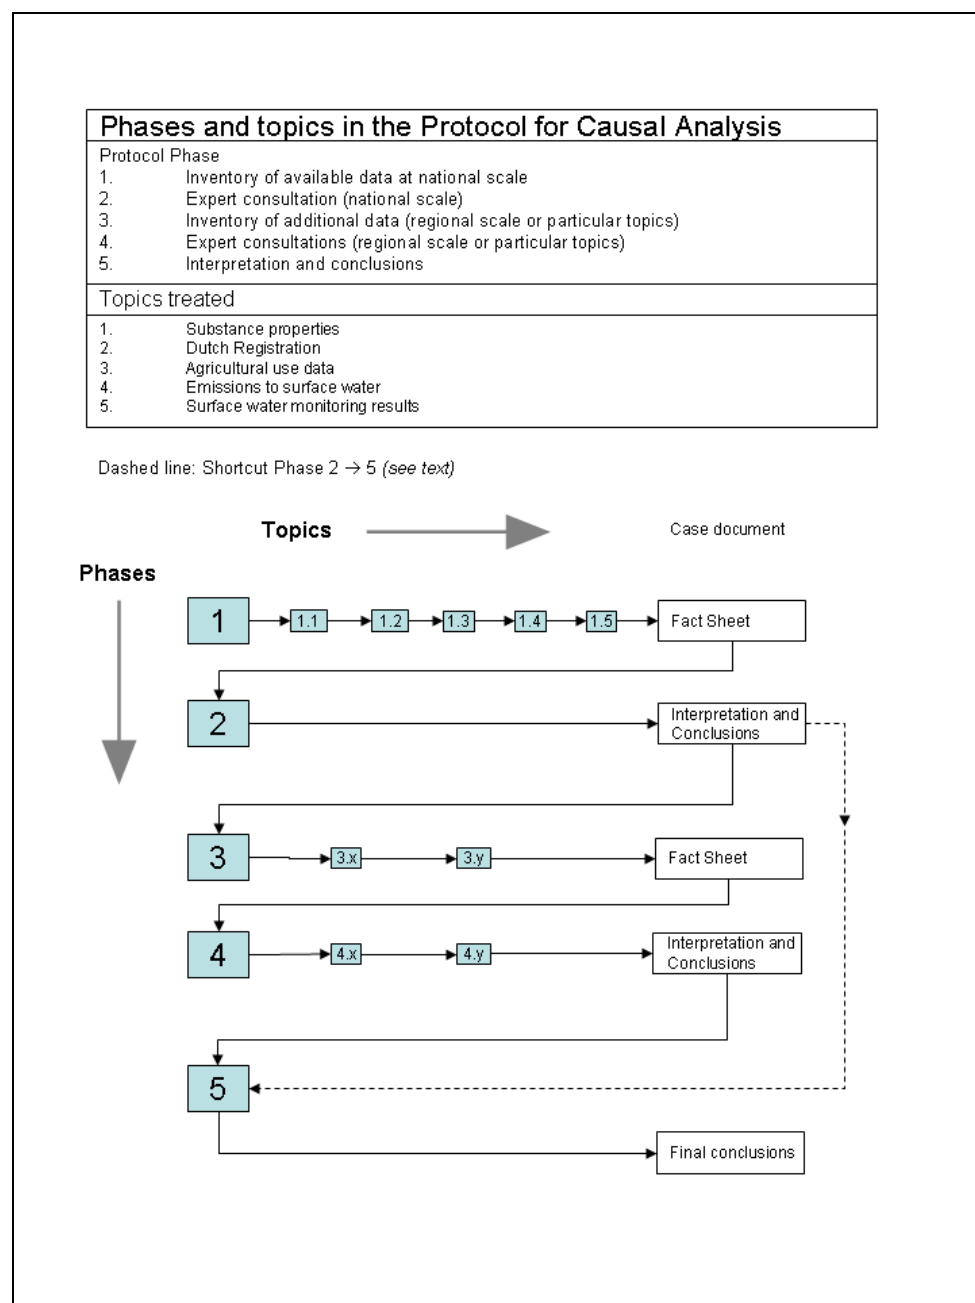 Phases and topics in the Protocol for Causal Analysis
Protocol Phase
1. Inventory of available data at national scale
2. Expert consultation (national scale)
3. Inventory of additional data (regional scale or particular topics)
4. Expert consultations (regional scale or particular topics)
5. Interpretation and conclusions
Topics treated
1. Substance properties
2. Dutch Registration
3. Agricultural use data
4. Emissions to surface water
5. Surface water monitoring results
Dashed line: Shortcut Phase 2 → 5 (see text)
Topics Case document
Phases
1 1.1 1.2 1.3 1.4 1.5 Fact Sheet
2 Interpretation and
Conclusions
3 3.x 3.y Fact Sheet
4 4.x 4.y Interpretation and
Conclusions
5
Final conclusions